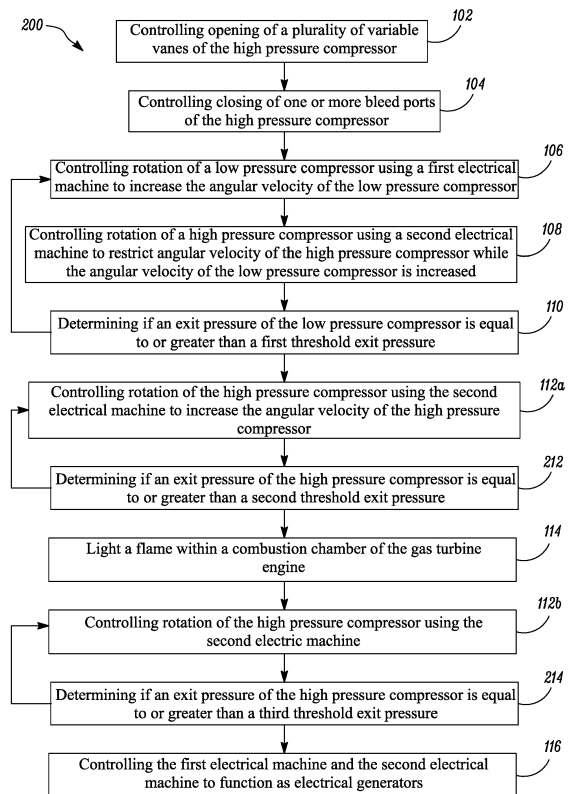 200
Controlling opening of a plurality of variable
vanes of the high pressure compressor
102
Controlling closing of one or more bleed ports
of the high pressure compressor
104
Controlling rotation of a low pressure compressor using a first electrical
machine to increase the angular velocity of the low pressure compressor
106
Controlling rotation of a high pressure compressor using a second electrical
machine to restrict angular velocity of the high pressure compressor while
the angular velocity of the low pressure compressor is increased
108
Determining if an exit pressure of the low pressure compressor is equal
to or greater than a first threshold exit pressure
110
Controlling rotation of the high pressure compressor using the second
electrical machine to increase the angular velocity of the high pressure
compressor
112a
Determining if an exit pressure of the high pressure compressor is equal
to or greater than a second threshold exit pressure
212
Light a flame within a combustion chamber of the gas turbine
engine
114
Controlling rotation of the high pressure compressor using the
second electric machine
112b
Determining if an exit pressure of the high pressure compressor is equal
to or greater than a third threshold exit pressure
214
Controlling the first electrical machine and the second electrical
machine to function as electrical generators
116